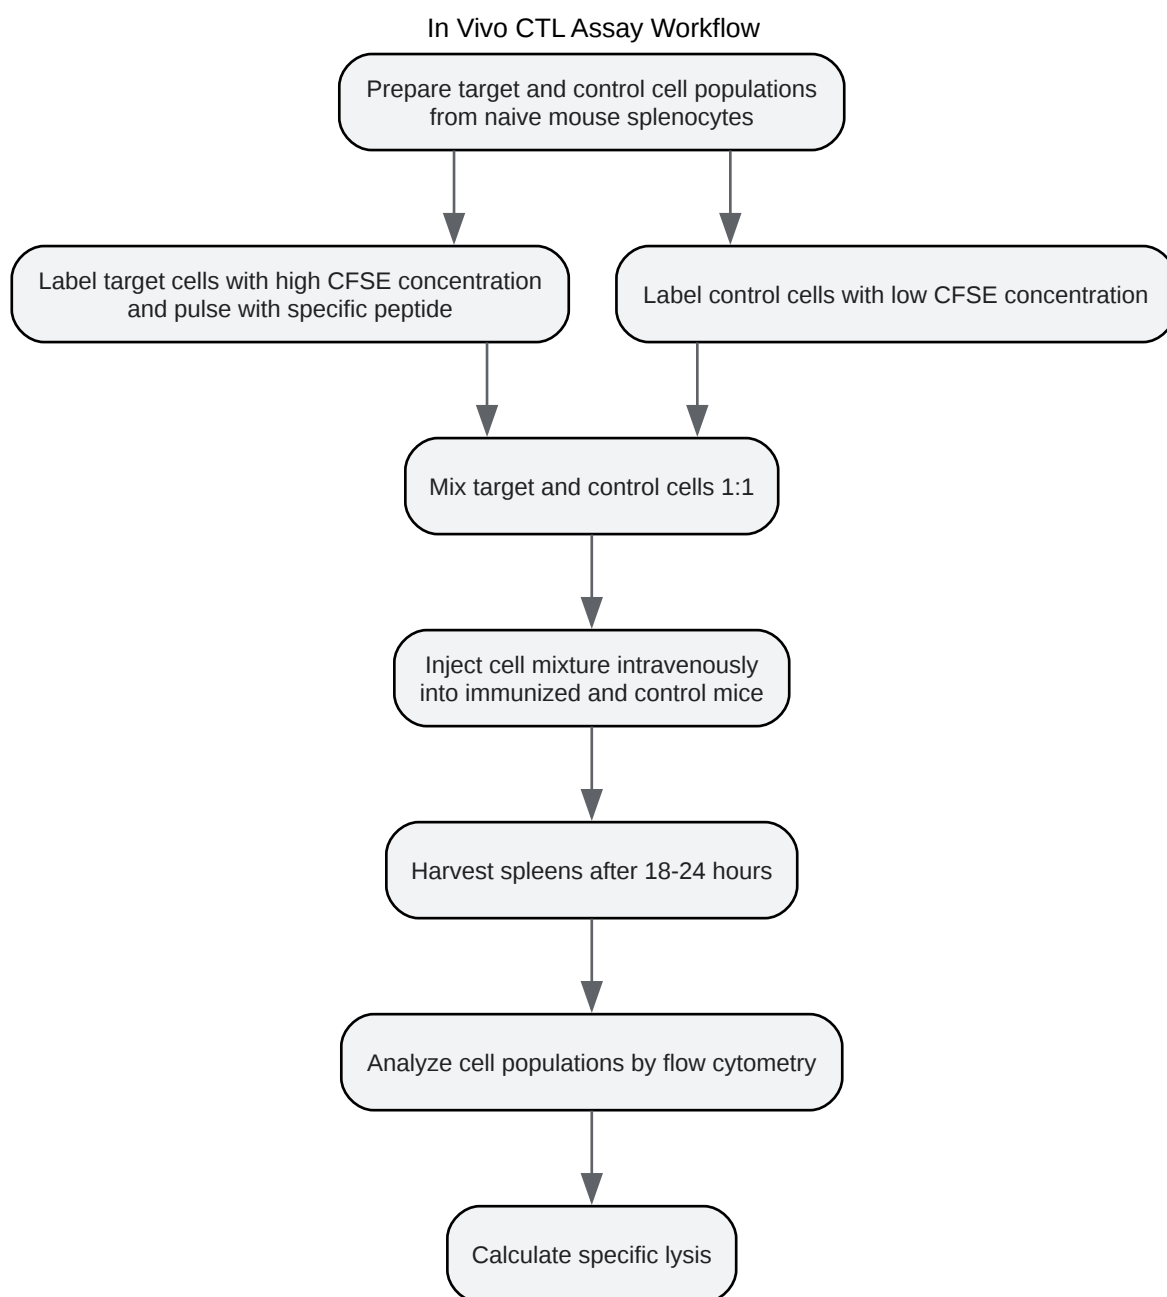 In Vivo CTL Assay Workflow
Prepare target and control cell populations
from naive mouse splenocytes
Label target cells with high CFSE concentration
and pulse with specific peptide
Label control cells with low CFSE concentration
Mix target and control cells 1:1
Inject cell mixture intravenously
into immunized and control mice
Harvest spleens after 18-24 hours
Analyze cell populations by flow cytometry
Calculate specific lysis